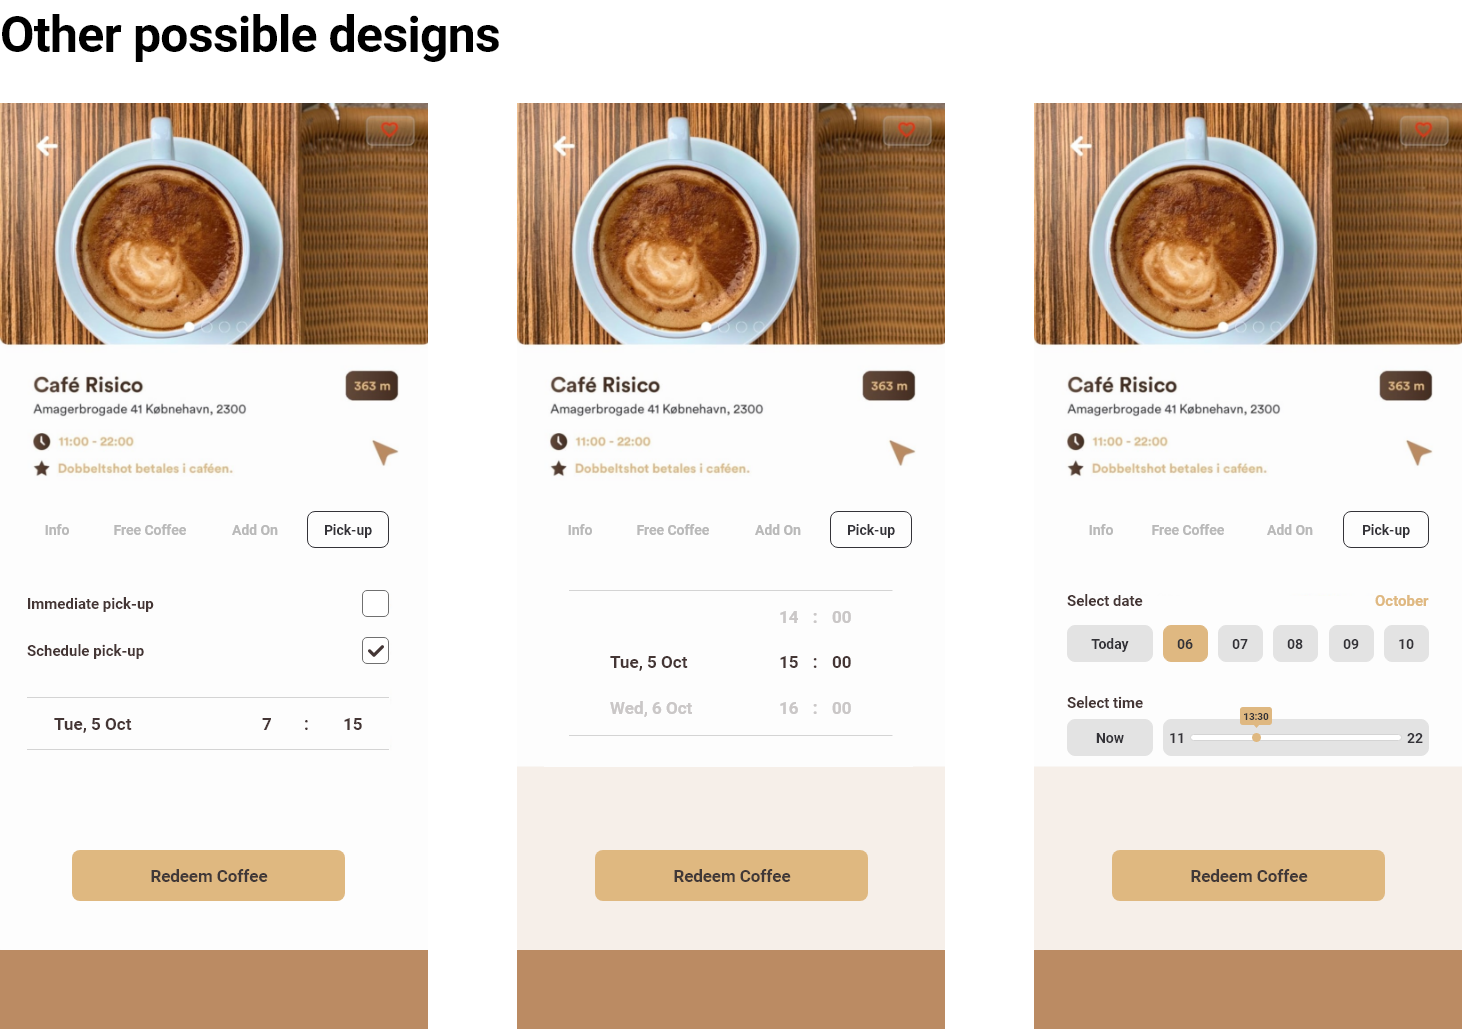 Other possible designs
Café Risico
363 m
Amagerbrogade 41 Købnehavn, 2300
11:00 - 22:00
Dobbeltshot betales i caféen.
Info Free Coffee Add On Pick-up
Immediate pick-up
Schedule pick-up
Tue, 5 Oct 7 : 15
Redeem Coffee
Café Risico
363 m
Amagerbrogade 41 Købnehavn, 2300
11:00 - 22:00
Dobbeltshot betales i caféen.
Info Free Coffee Add On Pick-up
14 : 00
Tue, 5 Oct 15 : 00
Wed, 6 Oct 16 : 00
Redeem Coffee
Café Risico
363 m
Amagerbrogade 41 Købnehavn, 2300
11:00 - 22:00
Dobbeltshot betales i caféen.
Info Free Coffee Add On Pick-up
Select date October
Today 06 07 08 09 10
Select time
13:30
Now 11 22
Redeem Coffee